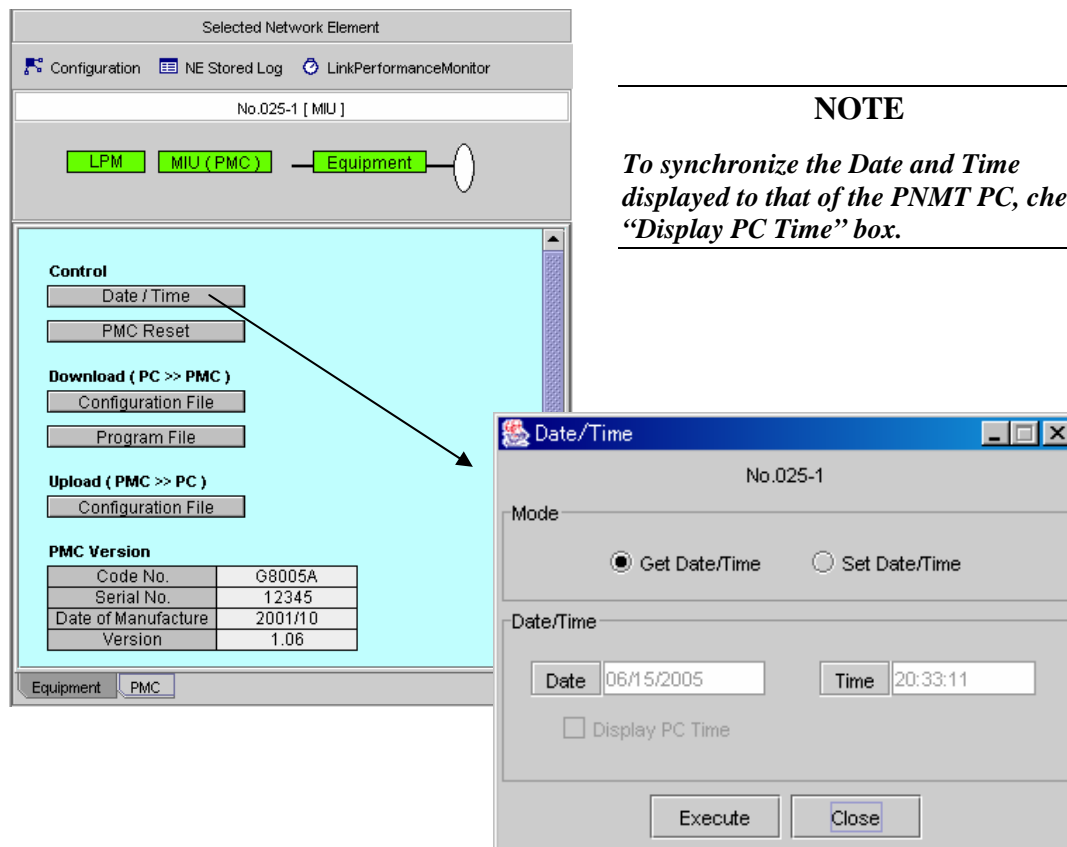 Selected Network Element
Configuration NE Stored Log LinkPerformanceMonitor
No.025-1 [ MIU ]
LPM MIU ( PMC ) Equipment
Control
Date / Time
PMC Reset
Download ( PC >> PMC )
Configuration File
Program File
Upload ( PMC >> PC )
Configuration File
PMC Version
Code No. G8005A
Serial No. 12345
Date of Manufacture 2001/10
Version 1.06
Equipment PMC
NOTE
To synchronize the Date and Time
displayed to that of the PNMT PC, che
“Display PC Time” box.
Date/Time
No.025-1
Mode
Get Date/Time Set Date/Time
Date/Time
Date 06/15/2005 Time 20:33:11
Display PC Time
Execute Close